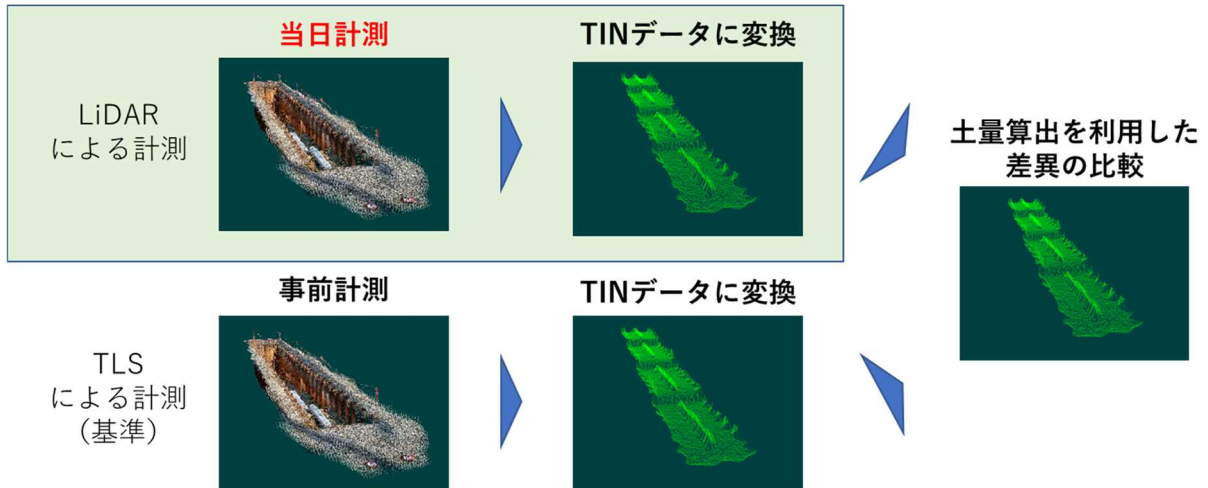 当日計測
TINデータに変換
LiDAR
による計測
土量算出を利用した
差異の比較
事前計測
TINデータに変換
TLS
による計測
(基準)